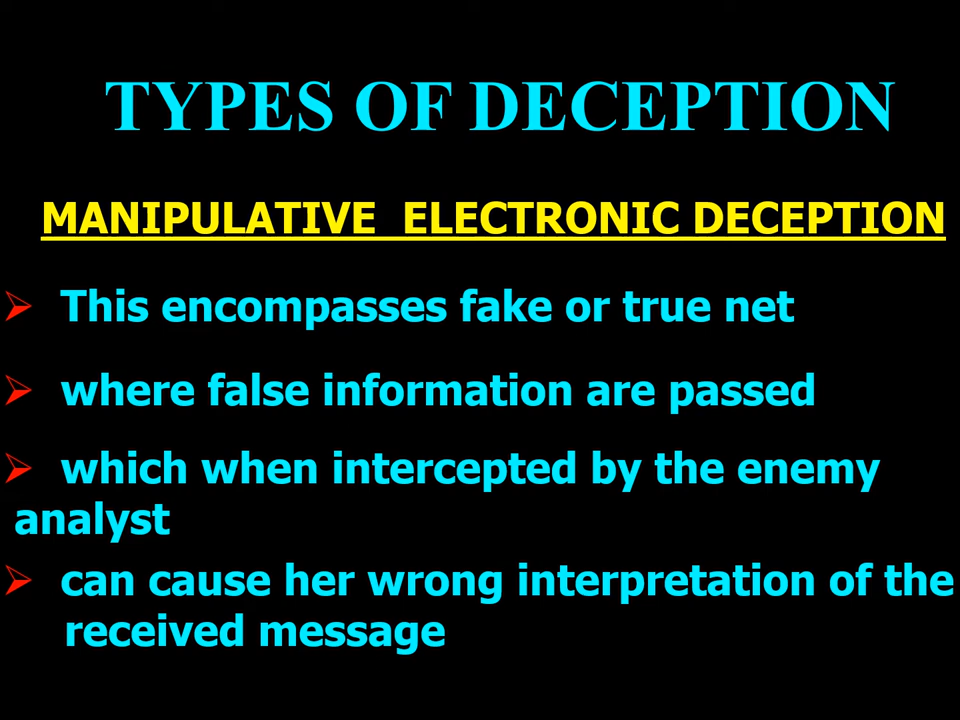 TYPES OF DECEPTION
MANIPULATIVE ELECTRONIC DECEPTION
➢ This encompasses fake or true net
➢ where false information are passed
➢ which when intercepted by the enemy
analyst
➢ can cause her wrong interpretation of the
received message